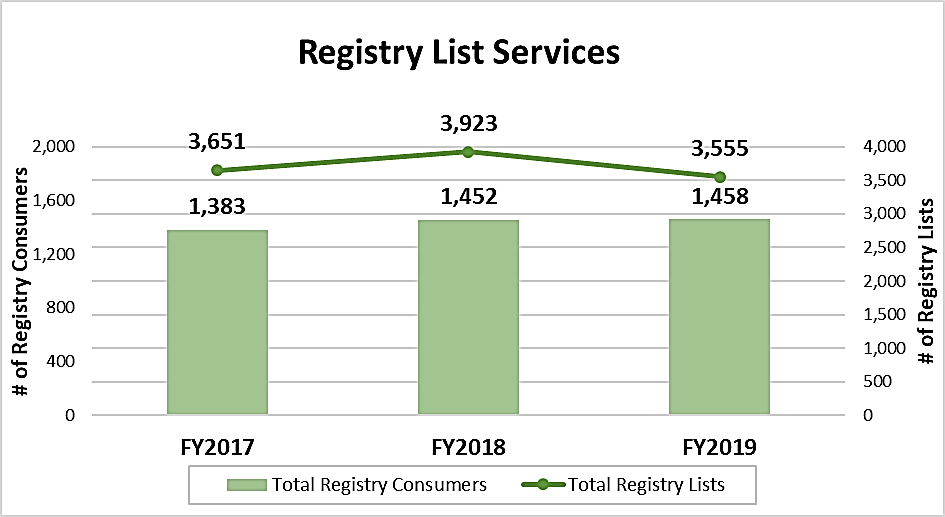 Registry List Services
# of Registry Consumers
2,000
1,600
1,200
800
400
0
3,651
3,923
3,555
1,383
1,452
1,458
4,000
3,500
3,000
2,500
2,000
1,500
1,000
500
0
# of Registry Lists
FY2017
FY2018
FY2019
Total Registry Consumers
Total Registry Lists